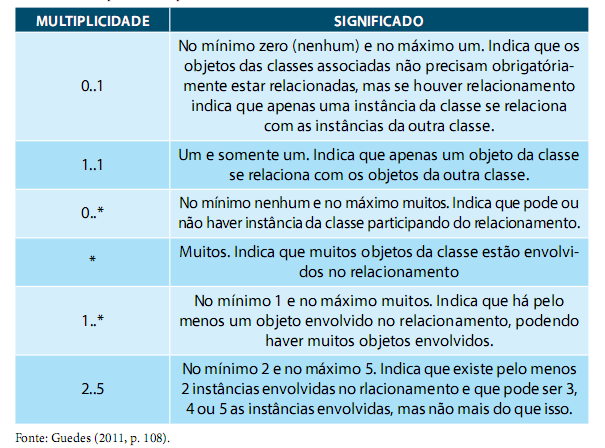 MULTIPLICIDADE SIGNIFICADO
No mínimo zero (nenhum) e no máximo um. Indica que os
objetos das classes associadas não precisam obrigatória-
mente estar relacionadas, mas se houver relacionamento
indica que apenas uma instância da classe se relaciona
com as instâncias da outra classe.
0..1
Um e somente um. Indica que apenas um objeto da classe
se relaciona com os objetos da outra classe.
1..1
No mínimo nenhum e no máximo muitos. Indica que pode ou
não haver instância da classe participando do relacionamento.
0..*
Muitos. Indica que muitos objetos da classe estão envolvi-
dos no relacionamento
*
No mínimo 1 e no máximo muitos. Indica que há pelo
menos um objeto envolvido no relacionamento, podendo
haver muitos objetos envolvidos.
1..*
No mínimo 2 e no máximo 5. Indica que existe pelo menos
2 instâncias envolvidas no rlacionamento e que pode ser 3,
4 ou 5 as instâncias envolvidas, mas não mais do que isso.
2..5
Fonte: Guedes (2011, p. 108).